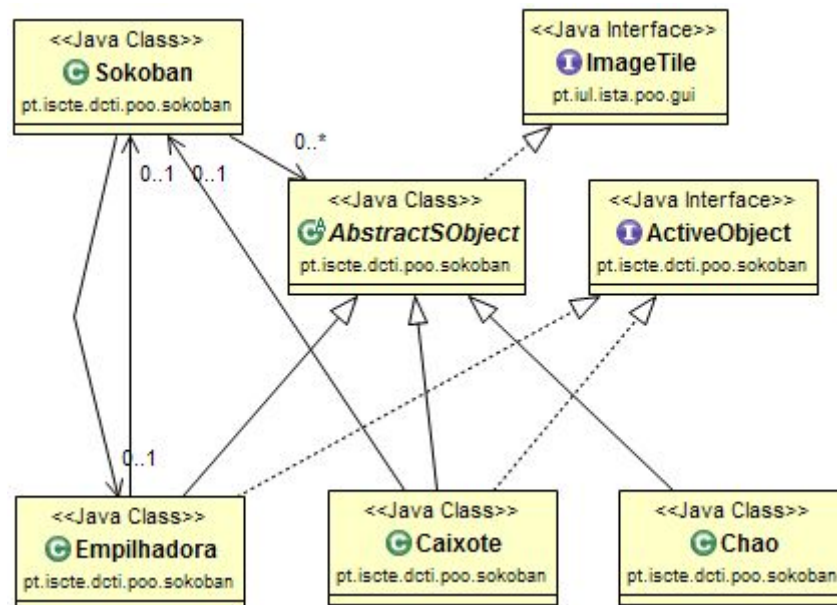 <<Java Class>>
Sokoban
pt.iscte.dcti.poo.sokoban
<<Java Interface>>
ImageTile
pt.iul.ista.poo.gui
0..*
0..1
0..1
<<Java Class>>
AbstractSObject
pt.iscte.dcti.poo.sokoban
<<Java Interface>>
ActiveObject
pt.iscte.dcti.poo.sokoban
0..1
<<Java Class>>
Empilhadora
pt.iscte.dcti.poo.sokoban
<<Java Class>>
Caixote
pt.iscte.dcti.poo.sokoban
<<Java Class>>
Chao
pt.iscte.dcti.poo.sokoban